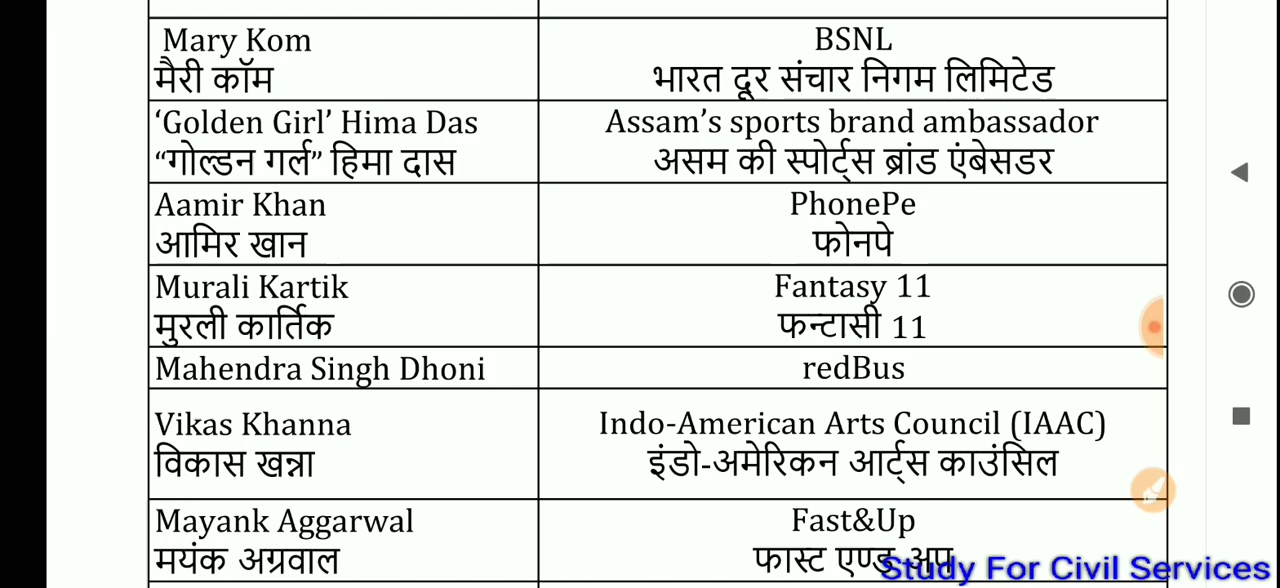 Mary Kom
मैरी कॉम
BSNL
भारत दूर संचार निगम लिमिटेड
‘Golden Girl’ Hima Das
“गोल्डन गर्ल” हिमा दास
Assam’s sports brand ambassador
असम की स्पोर्ट्स ब्रांड एंबेसडर
Aamir Khan
आमिर खान
PhonePe
फोनपे
Murali Kartik
मुरली कार्तिक
Fantasy 11
फन्टासी 11
Mahendra Singh Dhoni
redBus
Vikas Khanna
विकास खन्ना
Indo-American Arts Council (IAAC)
इंडो-अमेरिकन आर्ट्स काउंसिल
Mayank Aggarwal
मयंक अग्रवाल
Fast&Up
फास्ट एण्ड अप
Study For Civil Services